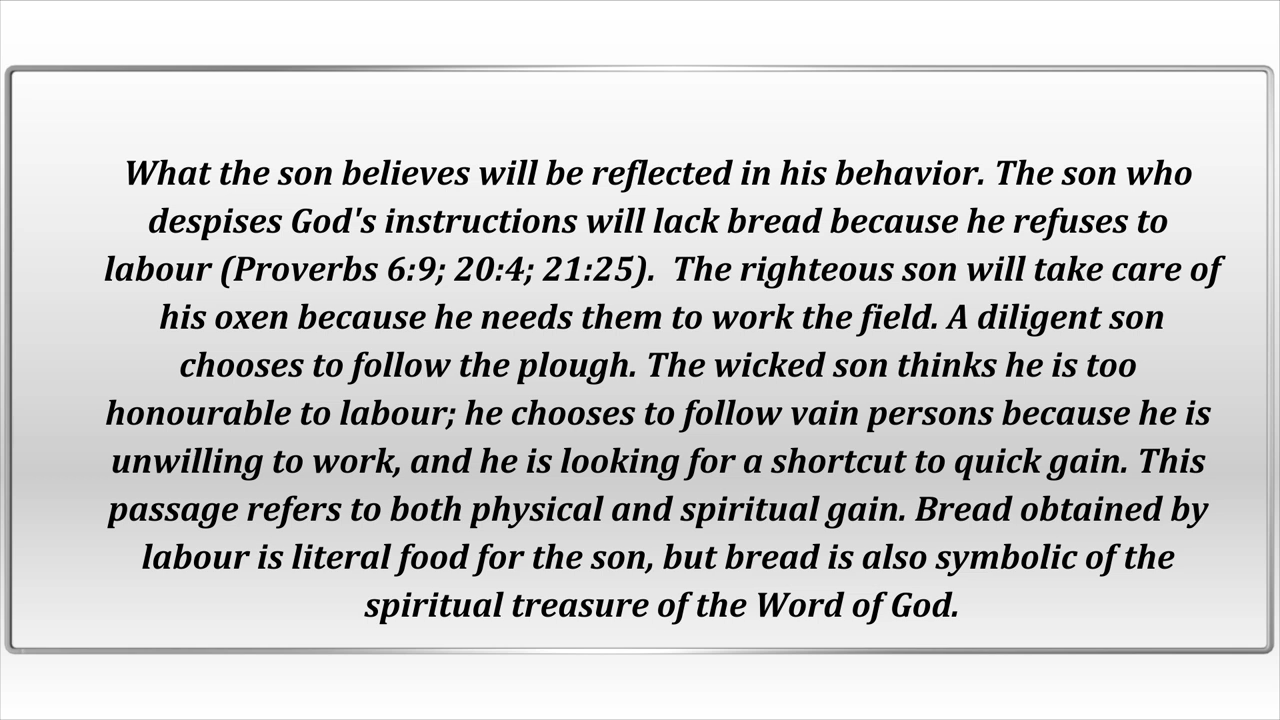 What the son believes will be reflected in his behavior. The son who
despises God's instructions will lack bread because he refuses to
labour (Proverbs 6:9; 20:4; 21:25).  The righteous son will take care of
his oxen because he needs them to work the field. A diligent son
chooses to follow the plough. The wicked son thinks he is too
honourable to labour; he chooses to follow vain persons because he is
unwilling to work, and he is looking for a shortcut to quick gain. This
passage refers to both physical and spiritual gain. Bread obtained by
labour is literal food for the son, but bread is also symbolic of the
spiritual treasure of the Word of God.